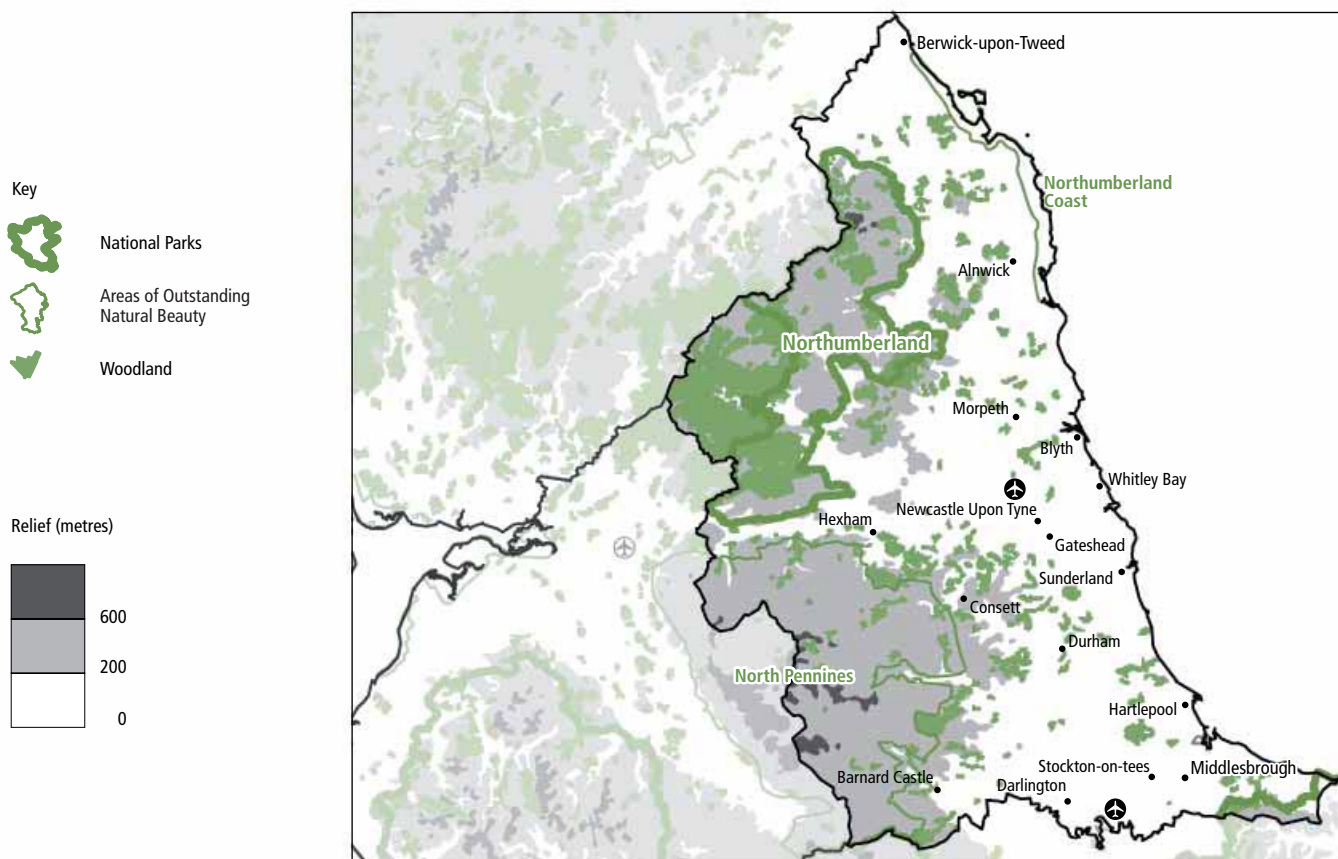 Key
National Parks
Areas of Outstanding
Natural Beauty
Woodland
Relief (metres)
600
200
0
Berwick-upon-Tweed
Northumberland
Coast
Alnwick
Northumberland
Morpeth
Blyth
Whitley Bay
Newcastle Upon Tyne
Hexham
Gateshead
Sunderland
Consett
Durham
North Pennines
Hartlepool
Stockton-on-tees
Middlesbrough
Barnard Castle
Darlington